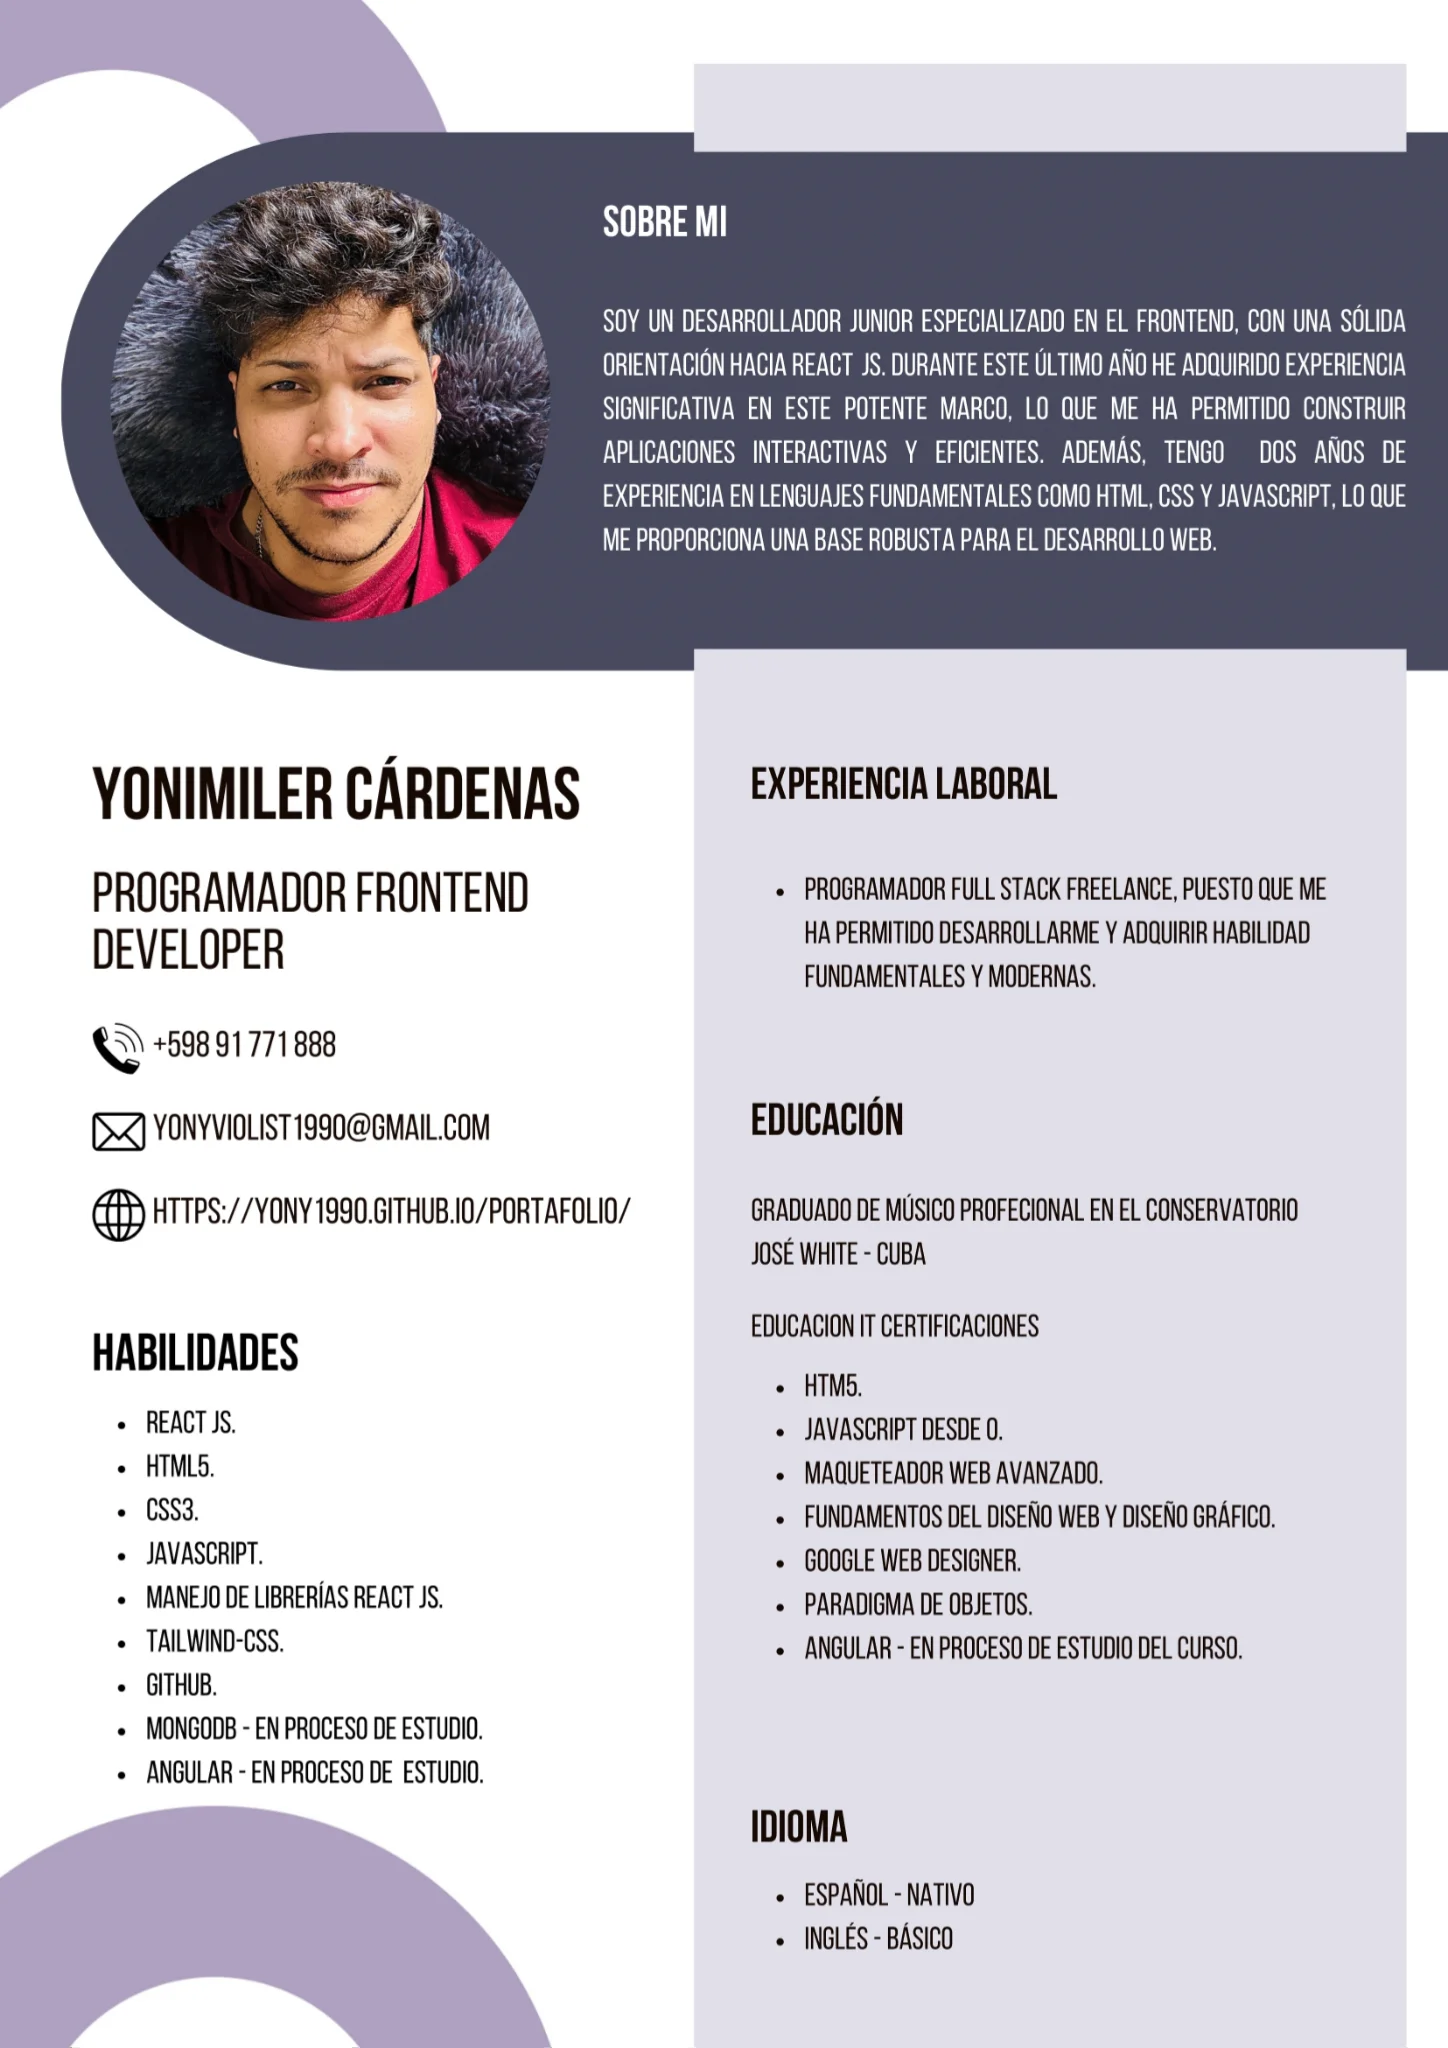 SOBRE MI
SOY UN DESARROLLADOR JUNIOR ESPECIALIZADO EN EL FRONTEND, CON UNA SÓLIDA
ORIENTACIÓN HACIA REACT JS. DURANTE ESTE ÚLTIMO AÑO HE ADQUIRIDO EXPERIENCIA
SIGNIFICATIVA EN ESTE POTENTE MARCO, LO QUE ME HA PERMITIDO CONSTRUIR
APLICACIONES INTERACTIVAS Y EFICIENTES. ADEMÁS, TENGO DOS AÑOS DE
EXPERIENCIA EN LENGUAJES FUNDAMENTALES COMO HTML, CSS Y JAVASCRIPT, LO QUE
ME PROPORCIONA UNA BASE ROBUSTA PARA EL DESARROLLO WEB.
YONIMILER CÁRDENAS
PROGRAMADOR FRONTEND
DEVELOPER
+598 91 771 888
YONYVIOLIST1990@GMAIL.COM
HTTPS://YONY1990.GITHUB.IO/PORTAFOLIO/
HABILIDADES
• REACT JS.
• HTML5.
• CSS3.
• JAVASCRIPT.
• MANEJO DE LIBRERÍAS REACT JS.
• TAILWIND-CSS.
• GITHUB.
• MONGODB - EN PROCESO DE ESTUDIO.
• ANGULAR - EN PROCESO DE ESTUDIO.
EXPERIENCIA LABORAL
• PROGRAMADOR FULL STACK FREELANCE, PUESTO QUE ME
HA PERMITIDO DESARROLLARME Y ADQUIRIR HABILIDAD
FUNDAMENTALES Y MODERNAS.
EDUCACIÓN
GRADUADO DE MÚSICO PROFECIONAL EN EL CONSERVATORIO
JOSÉ WHITE - CUBA
EDUCACION IT CERTIFICACIONES
• HTM5.
• JAVASCRIPT DESDE 0.
• MAQUETEADOR WEB AVANZADO.
• FUNDAMENTOS DEL DISEÑO WEB Y DISEÑO GRÁFICO.
• GOOGLE WEB DESIGNER.
• PARADIGMA DE OBJETOS.
• ANGULAR - EN PROCESO DE ESTUDIO DEL CURSO.
IDIOMA
• ESPAÑOL - NATIVO
• INGLÉS - BÁSICO